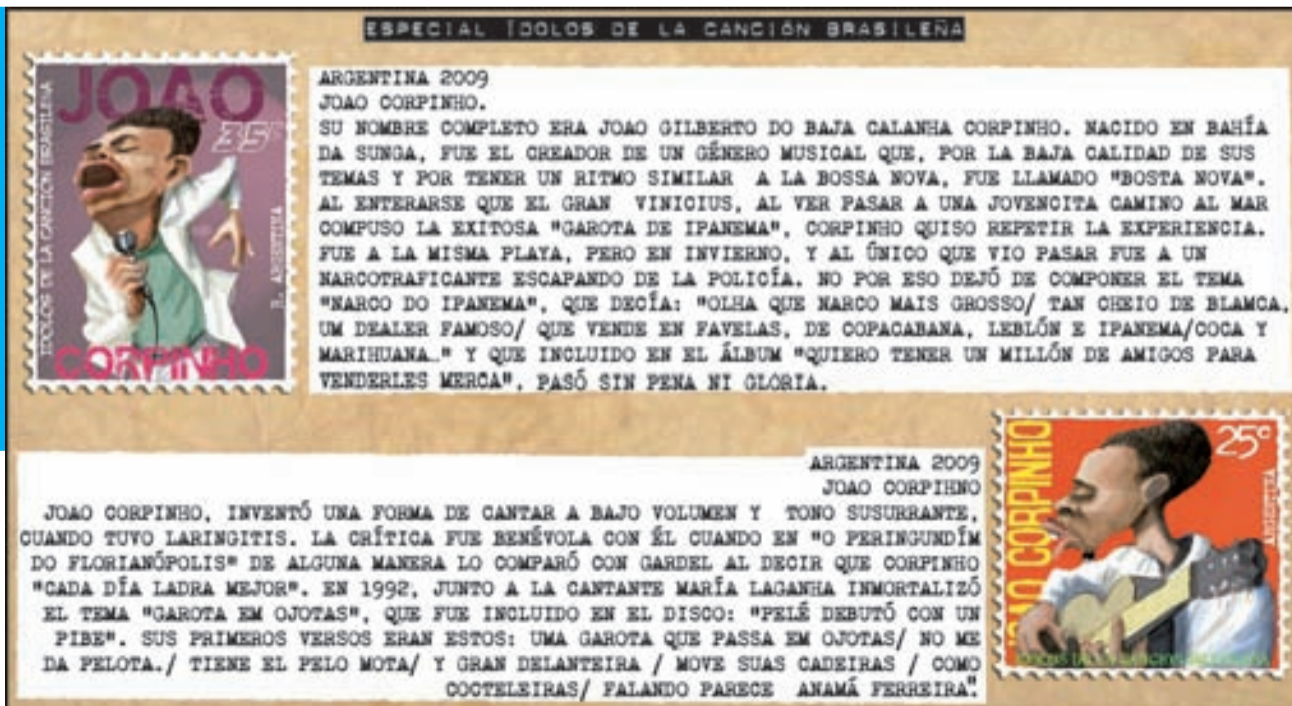 ESPECIAL ÍDOLOS DE LA CANCIÓN BRASILEÑA
JOAO
35
IDOLOS DE LA CANCION BRASILEÑA
R. ARGENTINA
CORPINHO
ARGENTINA 2009
JOAO CORPINHO.
SU NOMBRE COMPLETO ERA JOAO GILBERTO DO BAJA CALANHA CORPINHO. NACIDO EN BAHÍA
DA SUNGA, FUE EL CREADOR DE UN GÉNERO MUSICAL QUE, POR LA BAJA CALIDAD DE SUS
TEMAS Y POR TENER UN RITMO SIMILAR A LA BOSSA NOVA, FUE LLAMADO "BOSTA NOVA".
AL ENTERARSE QUE EL GRAN VINICIUS, AL VER PASAR A UNA JOVENCITA CAMINO AL MAR
COMPUSO LA EXITOSA "GAROTA DE IPANEMA", CORPINHO QUISO REPETIR LA EXPERIENCIA.
FUE A LA MISMA PLAYA, PERO EN INVIERNO, Y AL ÚNICO QUE VIO PASAR FUE A UN
NARCOTRAFICANTE ESCAPANDO DE LA POLICÍA. NO POR ESO DEJÓ DE COMPONER EL TEMA
"NARCO DO IPANEMA", QUE DECÍA: "OLHA QUE NARCO MAIS GROSSO/ TAN CHEIO DE BLAMCA,
UM DEALER FAMOSO/ QUE VENDE EN FAVELAS, DE COPACABANA, LEBLÓN E IPANEMA/COCA Y
MARIHUANA…" Y QUE INCLUIDO EN EL ÁLBUM "QUIERO TENER UN MILLÓN DE AMIGOS PARA
VENDERLES MERCA", PASÓ SIN PENA NI GLORIA.
ARGENTINA 2009
JOAO CORPIHNO
JOAO CORPINHO, INVENTÓ UNA FORMA DE CANTAR A BAJO VOLUMEN Y TONO SUSURRANTE,
CUANDO TUVO LARINGITIS. LA CRÍTICA FUE BENÉVOLA CON ÉL CUANDO EN "O PERINGUNDÍM
DO FLORIANÓPOLIS" DE ALGUNA MANERA LO COMPARÓ CON GARDEL AL DECIR QUE CORPINHO
"CADA DÍA LADRA MEJOR". EN 1992, JUNTO A LA CANTANTE MARÍA LAGANHA INMORTALIZÓ
EL TEMA "GAROTA EM OJOTAS", QUE FUE INCLUIDO EN EL DISCO: "PELÉ DEBUTÓ CON UN
PIBE". SUS PRIMEROS VERSOS ERAN ESTOS: UMA GAROTA QUE PASSA EM OJOTAS/ NO ME
DA PELOTA./ TIENE EL PELO MOTA/ Y GRAN DELANTEIRA / MOVE SUAS CADEIRAS / COMO
COCTELEIRAS/ FALANDO PARECE ANAMÁ FERREIRA".
JOAO CORPINHO
25c
ARGENTINA